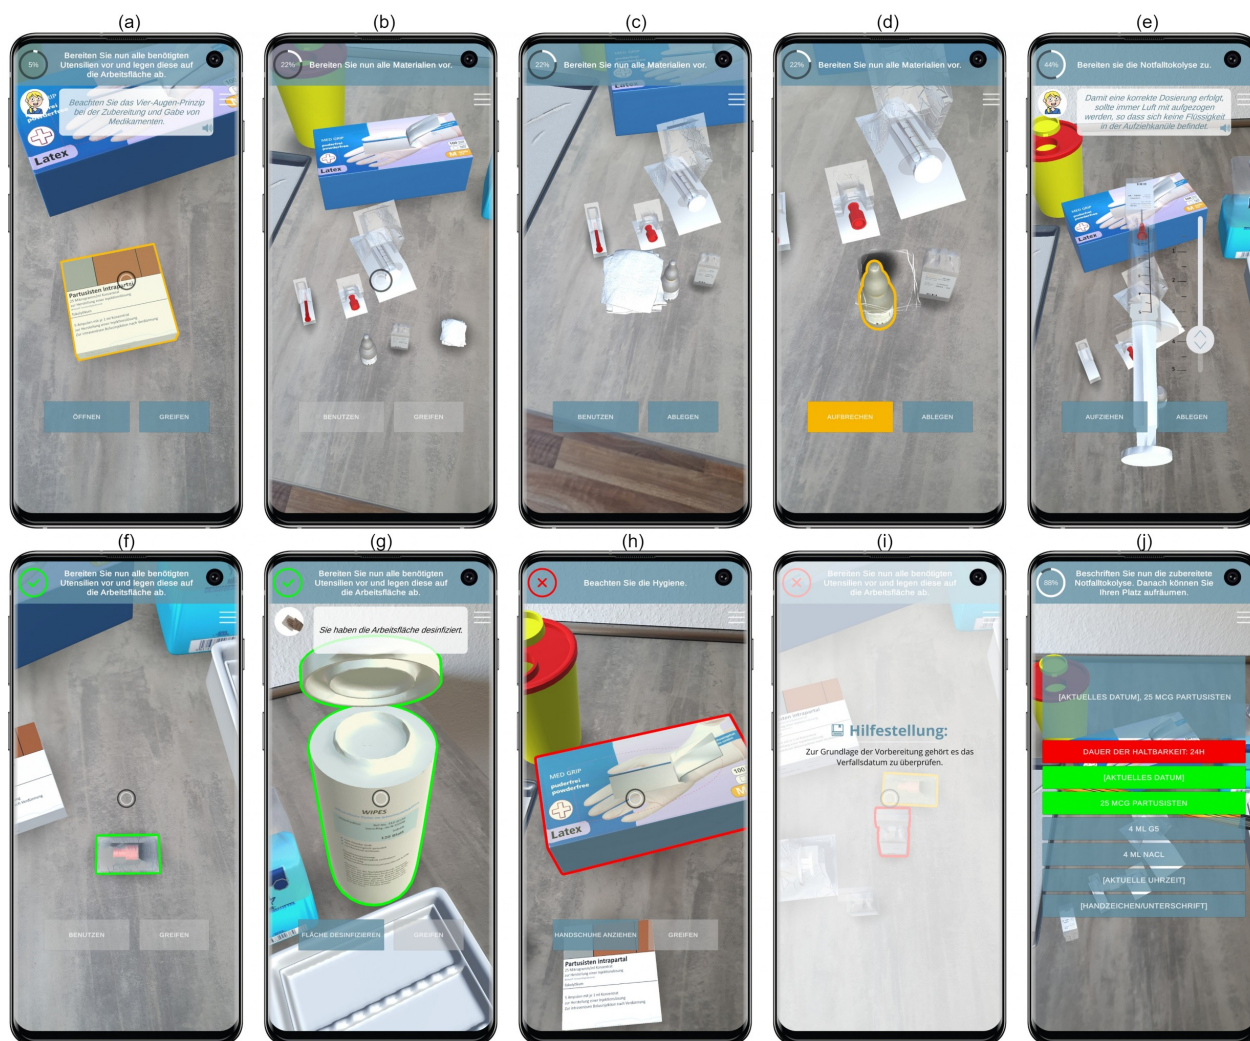 (a)
5%
Bereiten Sie nun alle benötigten
Utensilien vor und legen diese auf
die Arbeitsfläche ab.
Beachten Sie das Vier-Augen-Prinzip
bei der Zubereitung und Gabe von
Medikamenten.
Latex
Partusisten intrapartal
ÖFFNEN
GREIFEN
(b)
22%
Bereiten Sie nun alle Materialien vor.
MED GRIP
puderfrei
powderfree
Latex
BENUTZEN
GREIFEN
(c)
22%
Bereiten Sie nun alle Materialien vor.
Latex
BENUTZEN
ABLEGEN
(d)
22%
Bereiten Sie nun alle Materialien vor.
AUFBRECHEN
ABLEGEN
(e)
44%
Bereiten sie die Notfalltokolyse zu.
Damit eine korrekte Dosierung erfolgt,
sollte immer Luft mit aufgezogen
werden, so dass sich keine Flüssigkeit
in der Aufziehkanüle befindet.
AUFZIEHEN
ABLEGEN
(f)
Bereiten Sie nun alle benötigten
Utensilien vor und legen diese auf
die Arbeitsfläche ab.
BENUTZEN
GREIFEN
(g)
Bereiten Sie nun alle benötigten
Utensilien vor und legen diese auf
die Arbeitsfläche ab.
Sie haben die Arbeitsfläche desinfiziert.
WIPES
FLÄCHE DESINFIZIEREN
GREIFEN
(h)
Beachten Sie die Hygiene.
MED GRIP
puderfrei
powderfree
100
M
Latex
HANDSCHUHE ANZIEHEN
GREIFEN
Partusisten intrapartal
(i)
Bereiten Sie nun alle benötigten
Utensilien vor und legen diese auf
die Arbeitsfläche ab.
Hilfestellung:
Zur Grundlage der Vorbereitung gehört es das
Verfallsdatum zu überprüfen.
(j)
88%
Beschriften Sie nun die zubereitete
Notfalltokolyse. Danach können Sie
Ihren Platz aufräumen.
[AKTUELLES DATUM], 25 MCG PARTUSISTEN
DAUER DER HALTBARKEIT: 24H
[AKTUELLES DATUM]
25 MCG PARTUSISTEN
4 ML G5
4 ML NACL
[AKTUELLE UHRZEIT]
[HANDZEICHEN/UNTERSCHRIFT]